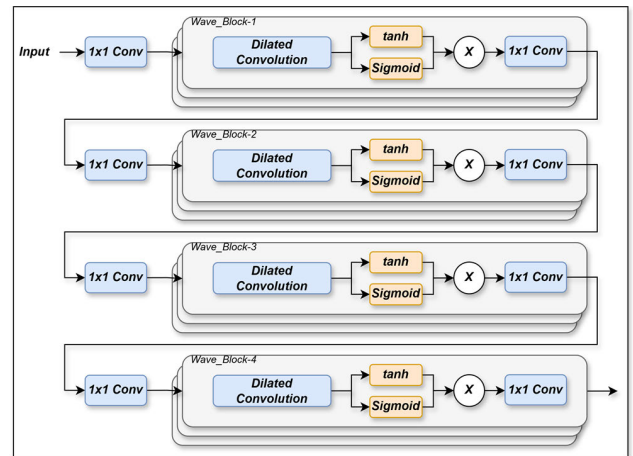 Wave_Block-1
Input
1x1 Conv
Dilated
Convolution
tanh
Sigmoid
X
1x1 Conv
Wave_Block-2
1x1 Conv
Dilated
Convolution
tanh
Sigmoid
X
1x1 Conv
Wave_Block-3
1x1 Conv
Dilated
Convolution
tanh
Sigmoid
X
1x1 Conv
Wave_Block-4
1x1 Conv
Dilated
Convolution
tanh
Sigmoid
X
1x1 Conv